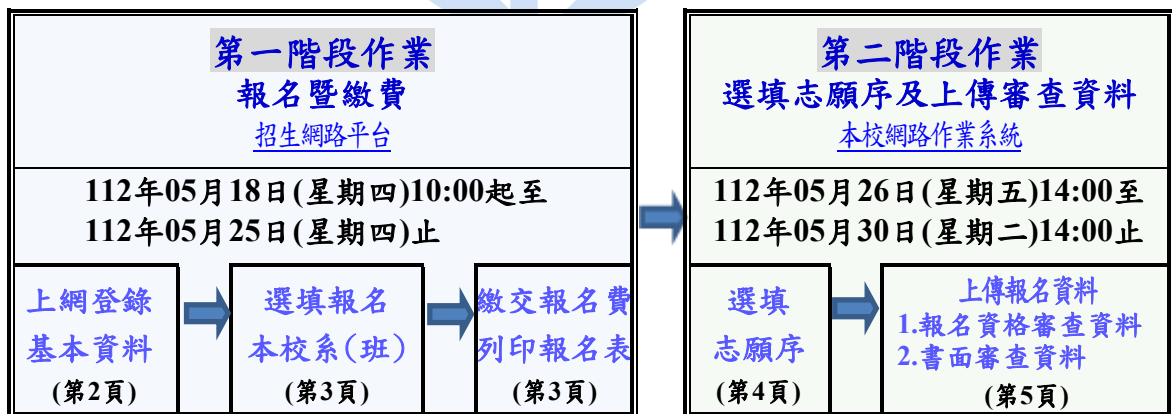 第一階段作業
報名暨繳費
招生網路平台
112年05月18日(星期四)10:00起至
112年05月25日(星期四)止
上網登錄
基本資料
(第2頁)
選填報名
本校系(班)
(第3頁)
繳交報名費
列印報名表
(第3頁)
第二階段作業
選填志願序及上傳審查資料
本校網路作業系統
112年05月26日(星期五)14:00至
112年05月30日(星期二)14:00止
選填
志願序
(第4頁)
上傳報名資料
1.報名資格審查資料
2.書面審查資料
(第5頁)